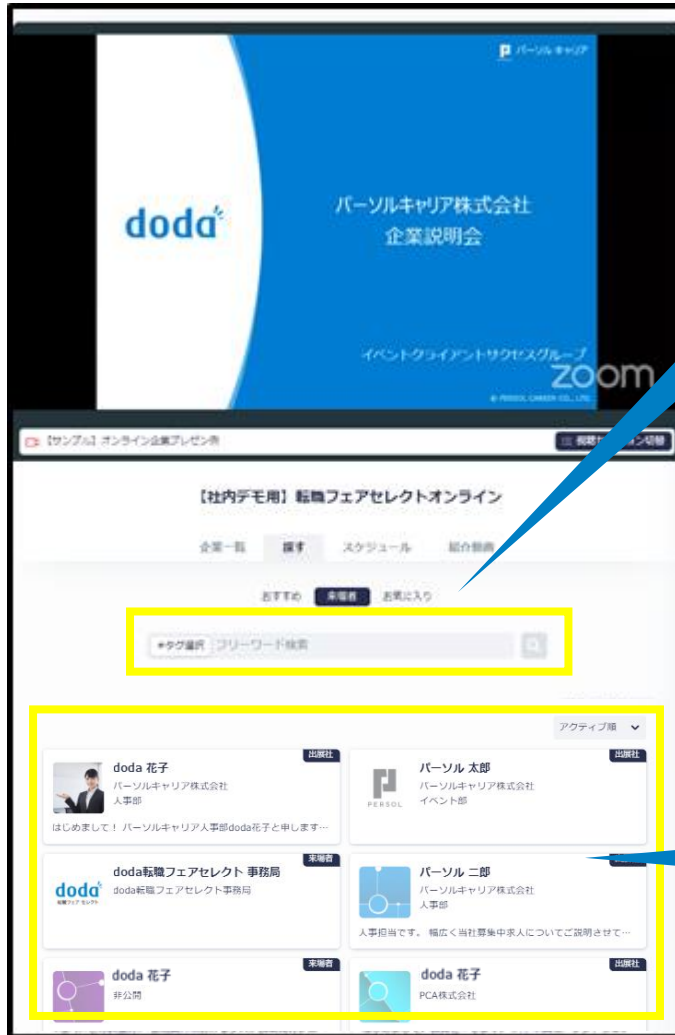 パーソルキャリア
doda
パーソルキャリア株式会社
企業説明会
イベントクライアントサクセスグループ
zoom
© PERSOL CAREER CO., LTD.
【サンプル】オンライン企業プレゼン例
【社内デモ用】転職フェアセレクトオンライン
企業一覧 探す スケジュール 紹介動画
おすすめ 来場者 お気に入り
#タグ選択 フリーワード検索
アクティブ順
出展社
doda 花子
パーソルキャリア株式会社
人事部
はじめまして！ パーソルキャリア人事部doda花子と申します…
出展社
パーソル 太郎
パーソルキャリア株式会社
イベント部
PERSOL
来場者
doda転職フェアセレクト 事務局
doda転職フェアセレクト事務局
doda
転職フェア セレクト
パーソル 二郎
パーソルキャリア株式会社
人事部
人事担当です。 幅広く当社募集中求人についてご説明させて…
来場者
doda 花子
非公開
出展社
doda 花子
PCA株式会社